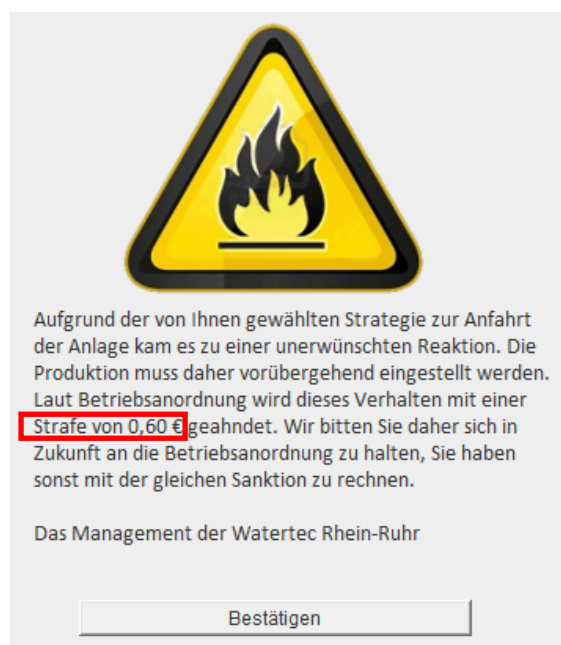 Aufgrund der von Ihnen gewählten Strategie zur Anfahrt
der Anlage kam es zu einer unerwünschten Reaktion. Die
Produktion muss daher vorübergehend eingestellt werden.
Laut Betriebsanordnung wird dieses Verhalten mit einer
Strafe von 0,60 € geahndet. Wir bitten Sie daher sich in
Zukunft an die Betriebsanordnung zu halten, Sie haben
sonst mit der gleichen Sanktion zu rechnen.
Das Management der Watertec Rhein-Ruhr
Bestätigen